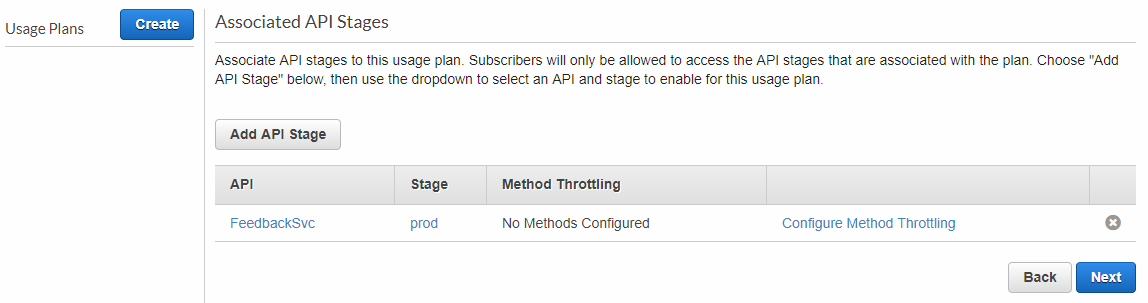 Usage Plans
Create
Associated API Stages
Associate API stages to this usage plan. Subscribers will only be allowed to access the API stages that are associated with the plan. Choose "Add
API Stage" below, then use the dropdown to select an API and stage to enable for this usage plan.
Add API Stage
API Stage Method Throttling
FeedbackSvc prod No Methods Configured Configure Method Throttling
Back Next